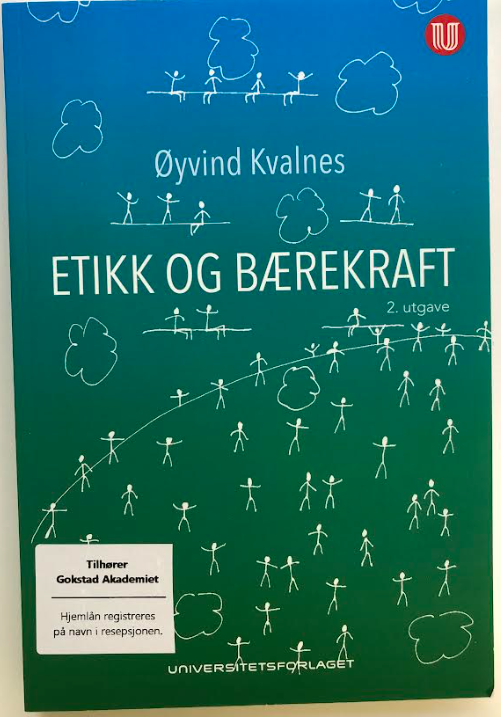 Øyvind Kvalnes
ETIKK OG BÆREKRAFT
2. utgave
Tilhører
Gokstad Akademiet
Hjemlån registreres
på navn i resepsjonen.
UNIVERSITETSFORLAGET